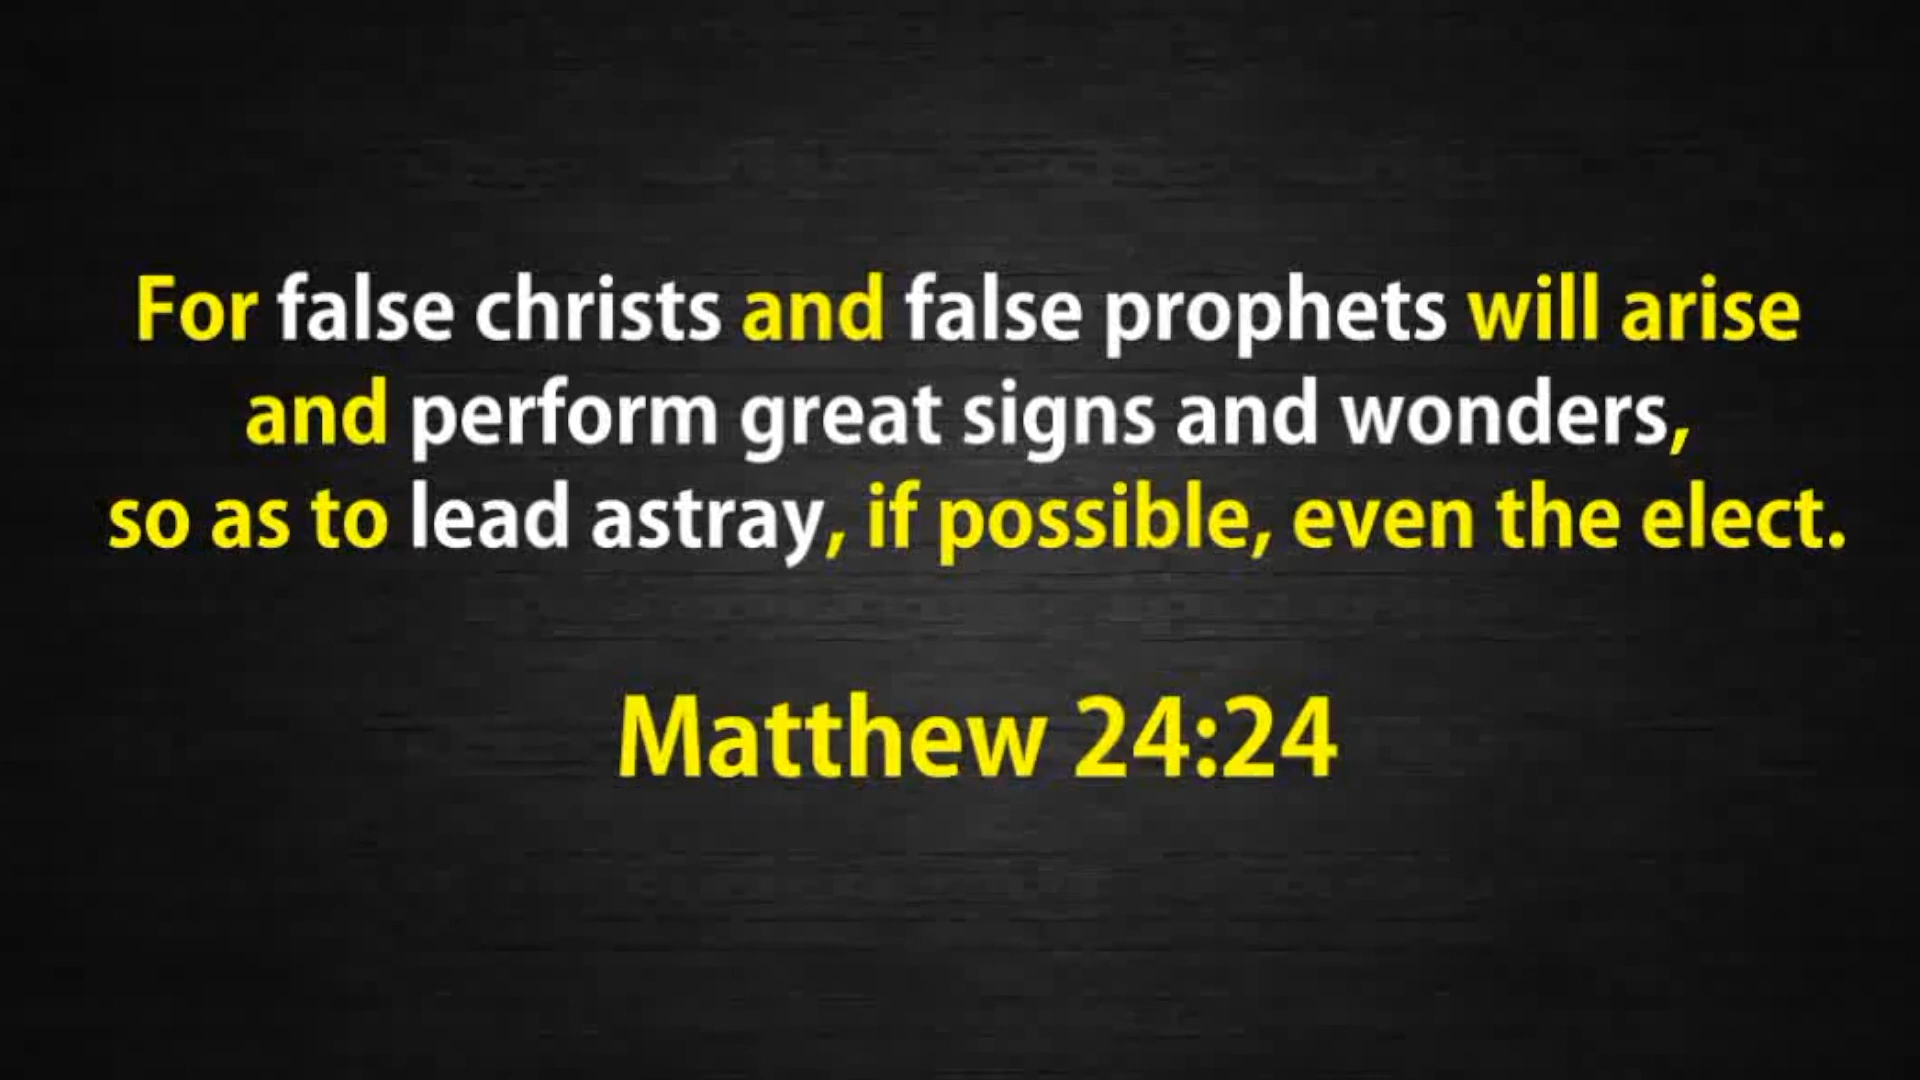 For false christs and false prophets will arise
and perform great signs and wonders,
so as to lead astray, if possible, even the elect.
Matthew 24:24